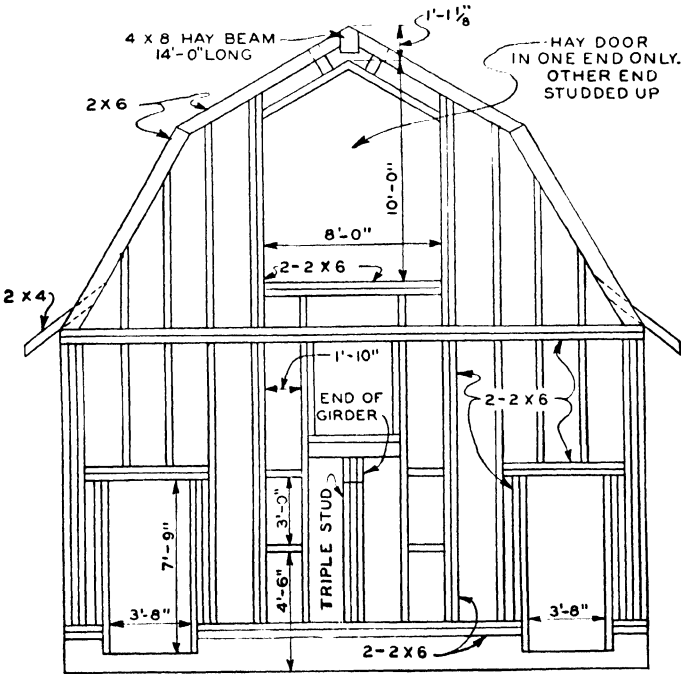 1'-1 1/8"
4 X 8 HAY BEAM
14'-0" LONG
HAY DOOR
IN ONE END ONLY.
OTHER END
STUDDED UP
2 X 6
10'-0"
8'-0"
2-2 X 6
2 X 4
1'-10"
END OF
GIRDER
2-2 X 6
TRIPLE STUD
3'-0"
7'-9"
4'-6"
3'-8"
3'-8"
2-2 X 6